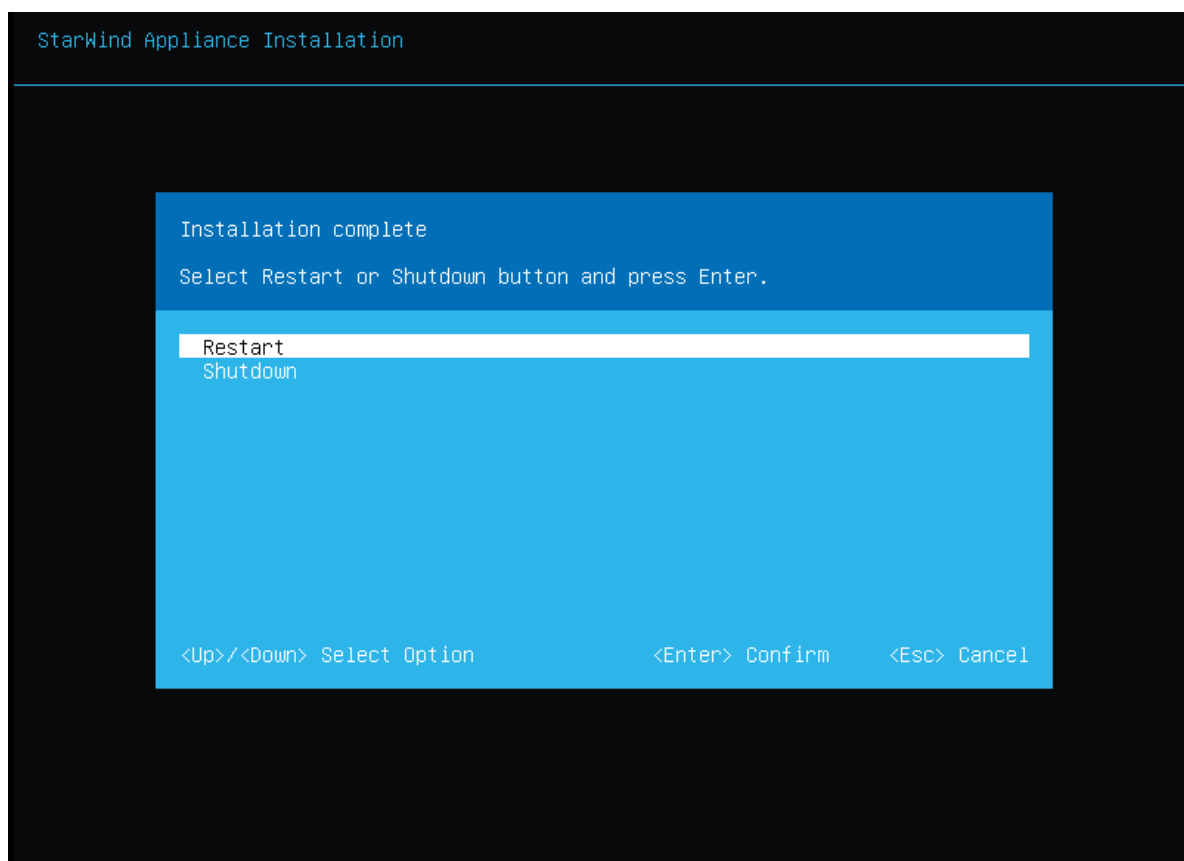 StarWind Appliance Installation
Installation complete
Select Restart or Shutdown button and press Enter.
Restart
Shutdown
<Up>/<Down> Select Option <Enter> Confirm <Esc> Cancel